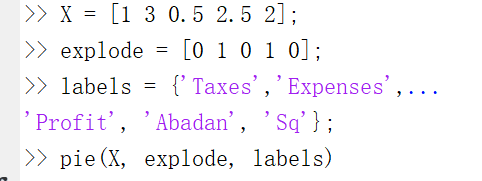 >> X = [1 3 0.5 2.5 2];
>> explode = [0 1 0 1 0];
>> labels = {'Taxes','Expenses',...
'Profit', 'Abadan', 'Sq'};
>> pie(X, explode, labels)